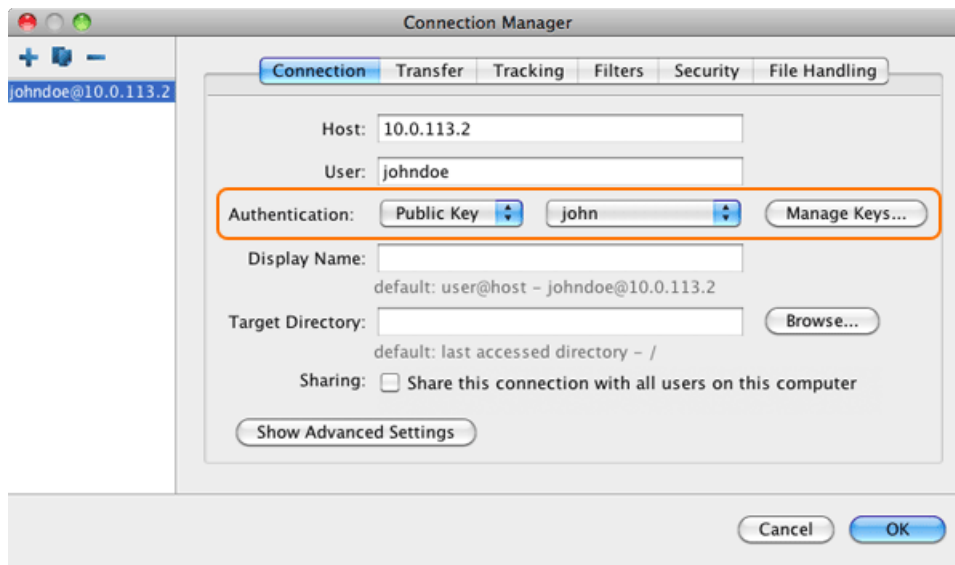 Connection Manager
johndoe@10.0.113.2
Connection Transfer Tracking Filters Security File Handling
Host: 10.0.113.2
User: johndoe
Authentication: Public Key john Manage Keys...
Display Name:
default: user@host – johndoe@10.0.113.2
Target Directory: Browse...
default: last accessed directory – /
Sharing: Share this connection with all users on this computer
Show Advanced Settings
Cancel OK